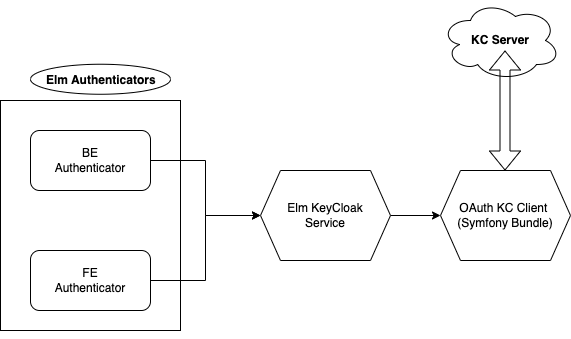 KC Server
Elm Authenticators
BE
Authenticator
FE
Authenticator
Elm KeyCloak
Service
OAuth KC Client
(Symfony Bundle)